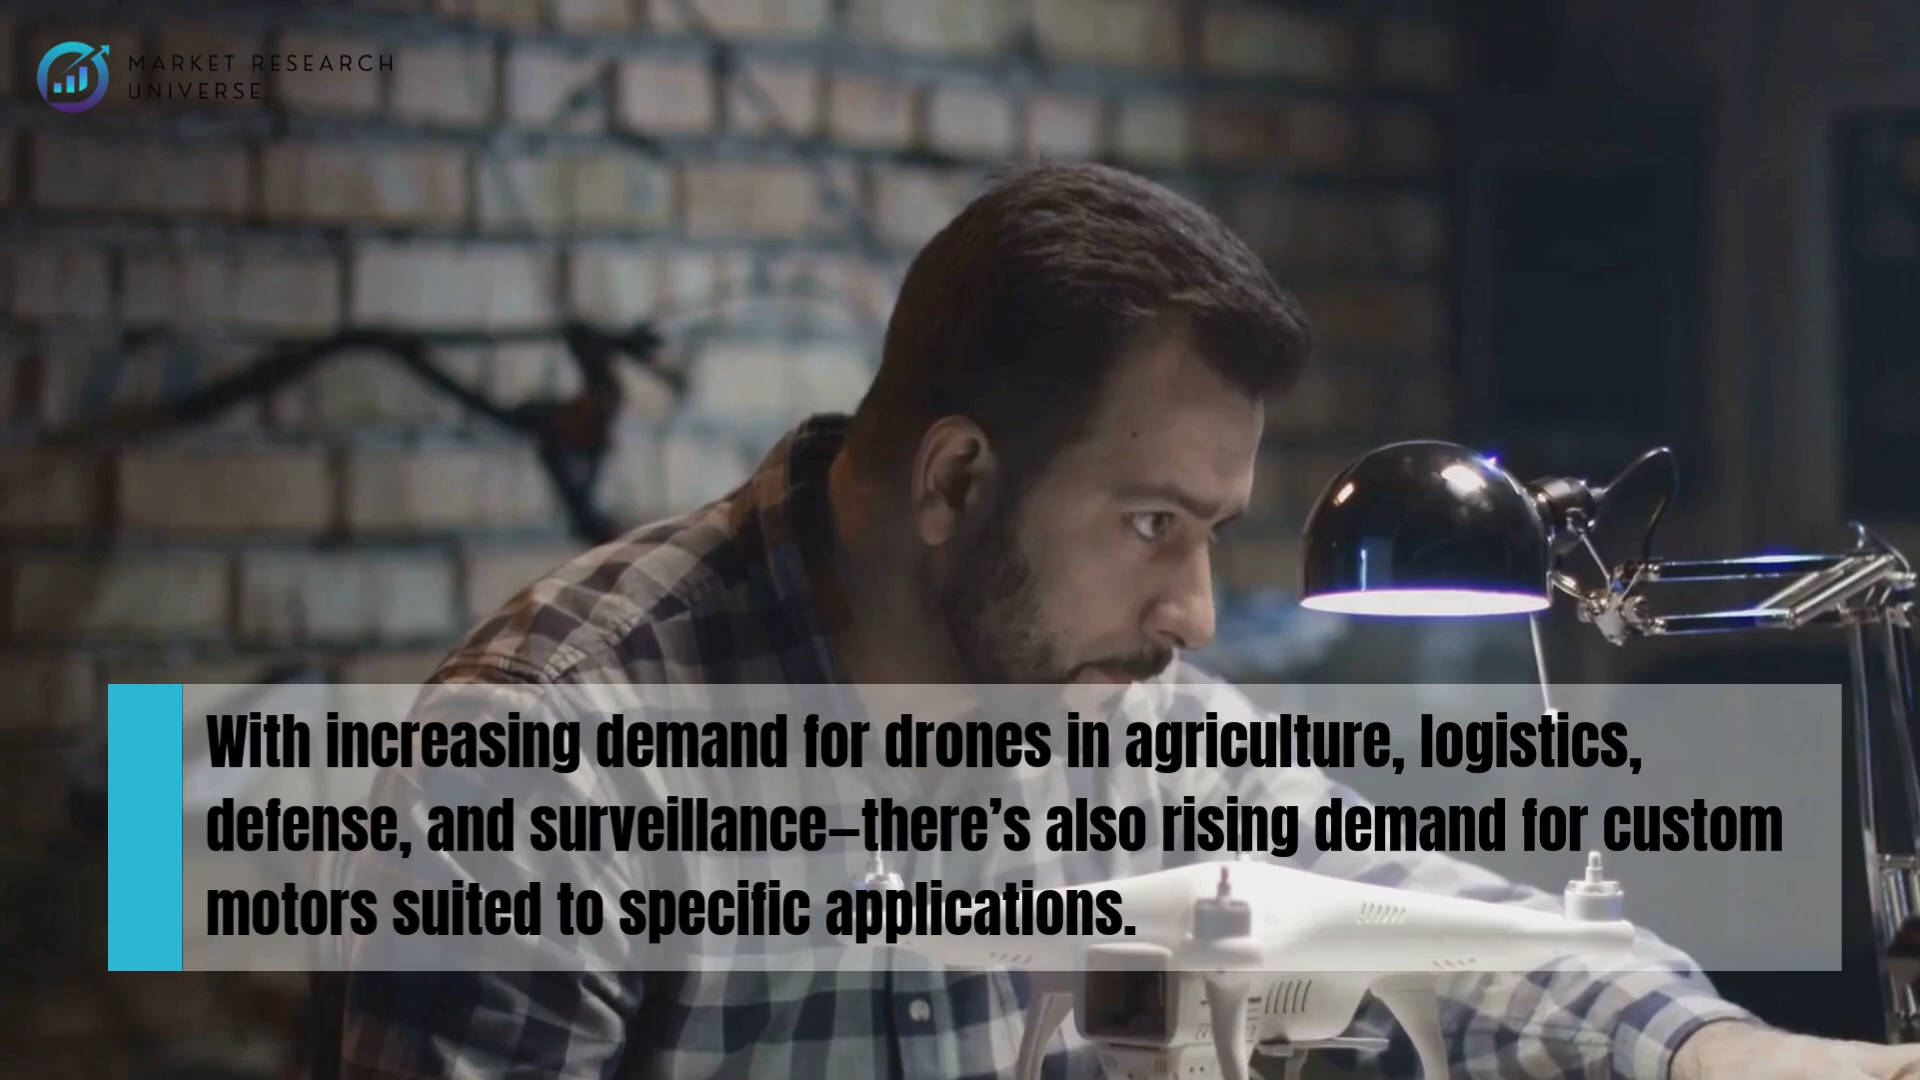 MARKET RESEARCH
UNIVERSE
With increasing demand for drones in agriculture, logistics,
defense, and surveillance—there’s also rising demand for custom
motors suited to specific applications.